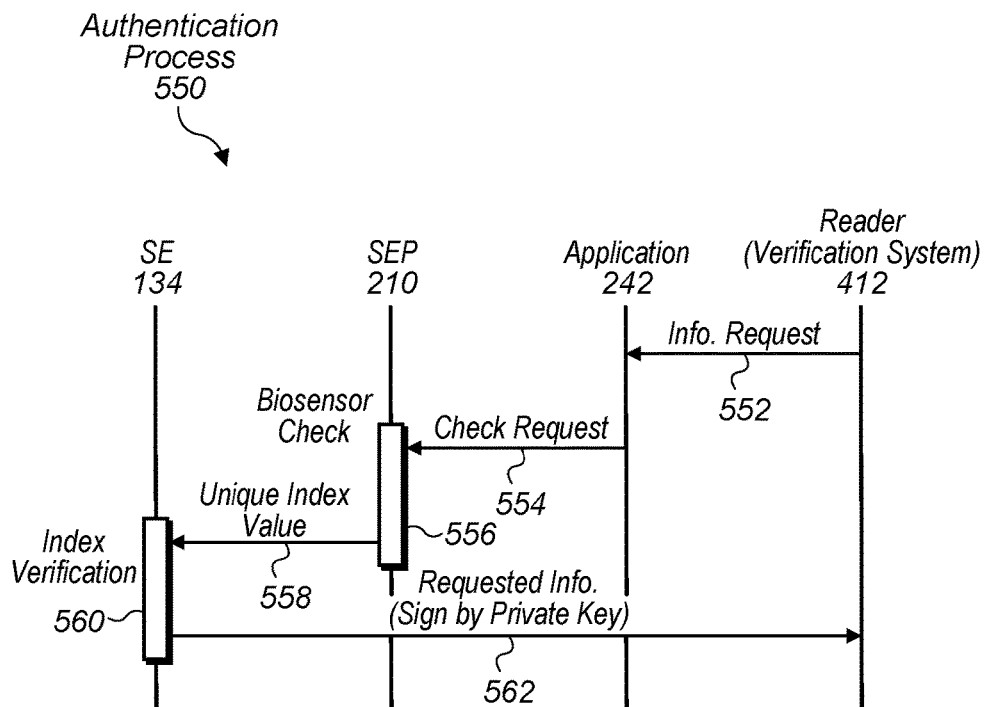 Authentication
Process
550
SE
134
SEP
210
Application
242
Reader
(Verification System)
412
Info. Request
552
Biosensor
Check
Check Request
554
556
Unique Index
Value
558
Index
Verification
560
Requested Info.
(Sign by Private Key)
562